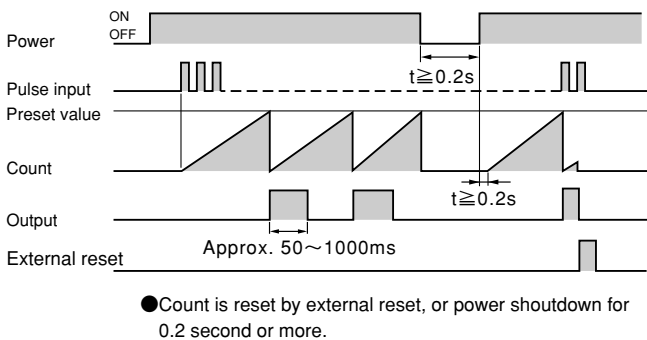 ON
OFF
Power
t≧0.2s
Pulse input
Preset value
Count
t≧0.2s
Output
Approx. 50～1000ms
External reset
●Count is reset by external reset, or power shoutdown for
0.2 second or more.